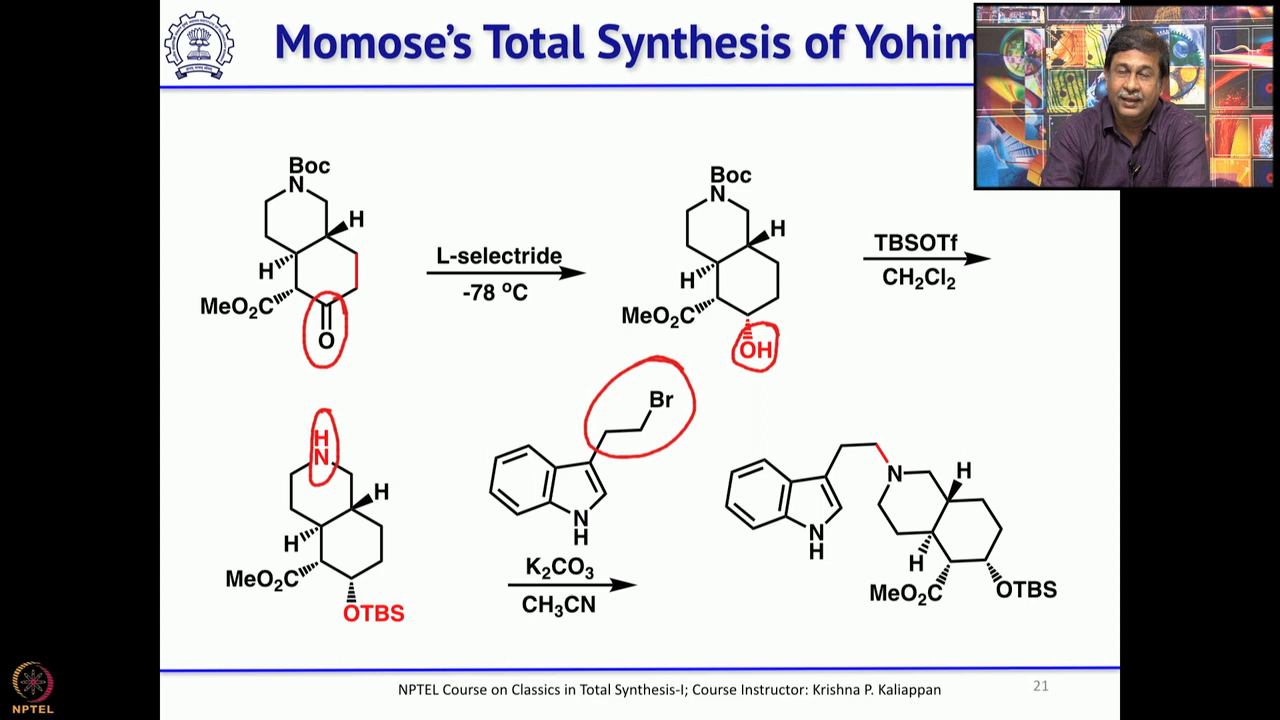 Momose's Total Synthesis of Yohim
Boc
N
H
H
MeO₂C
O
L-selectride
-78 °C
Boc
N
H
H
MeO₂C
OH
TBSOTf
CH₂Cl₂
H
N
H
H
MeO₂C
OTBS
Br
N
H
K₂CO₃
CH₃CN
N
H
N
H
H
MeO₂C
OTBS
NPTEL Course on Classics in Total Synthesis-I; Course Instructor: Krishna P. Kaliappan
21
NPTEL